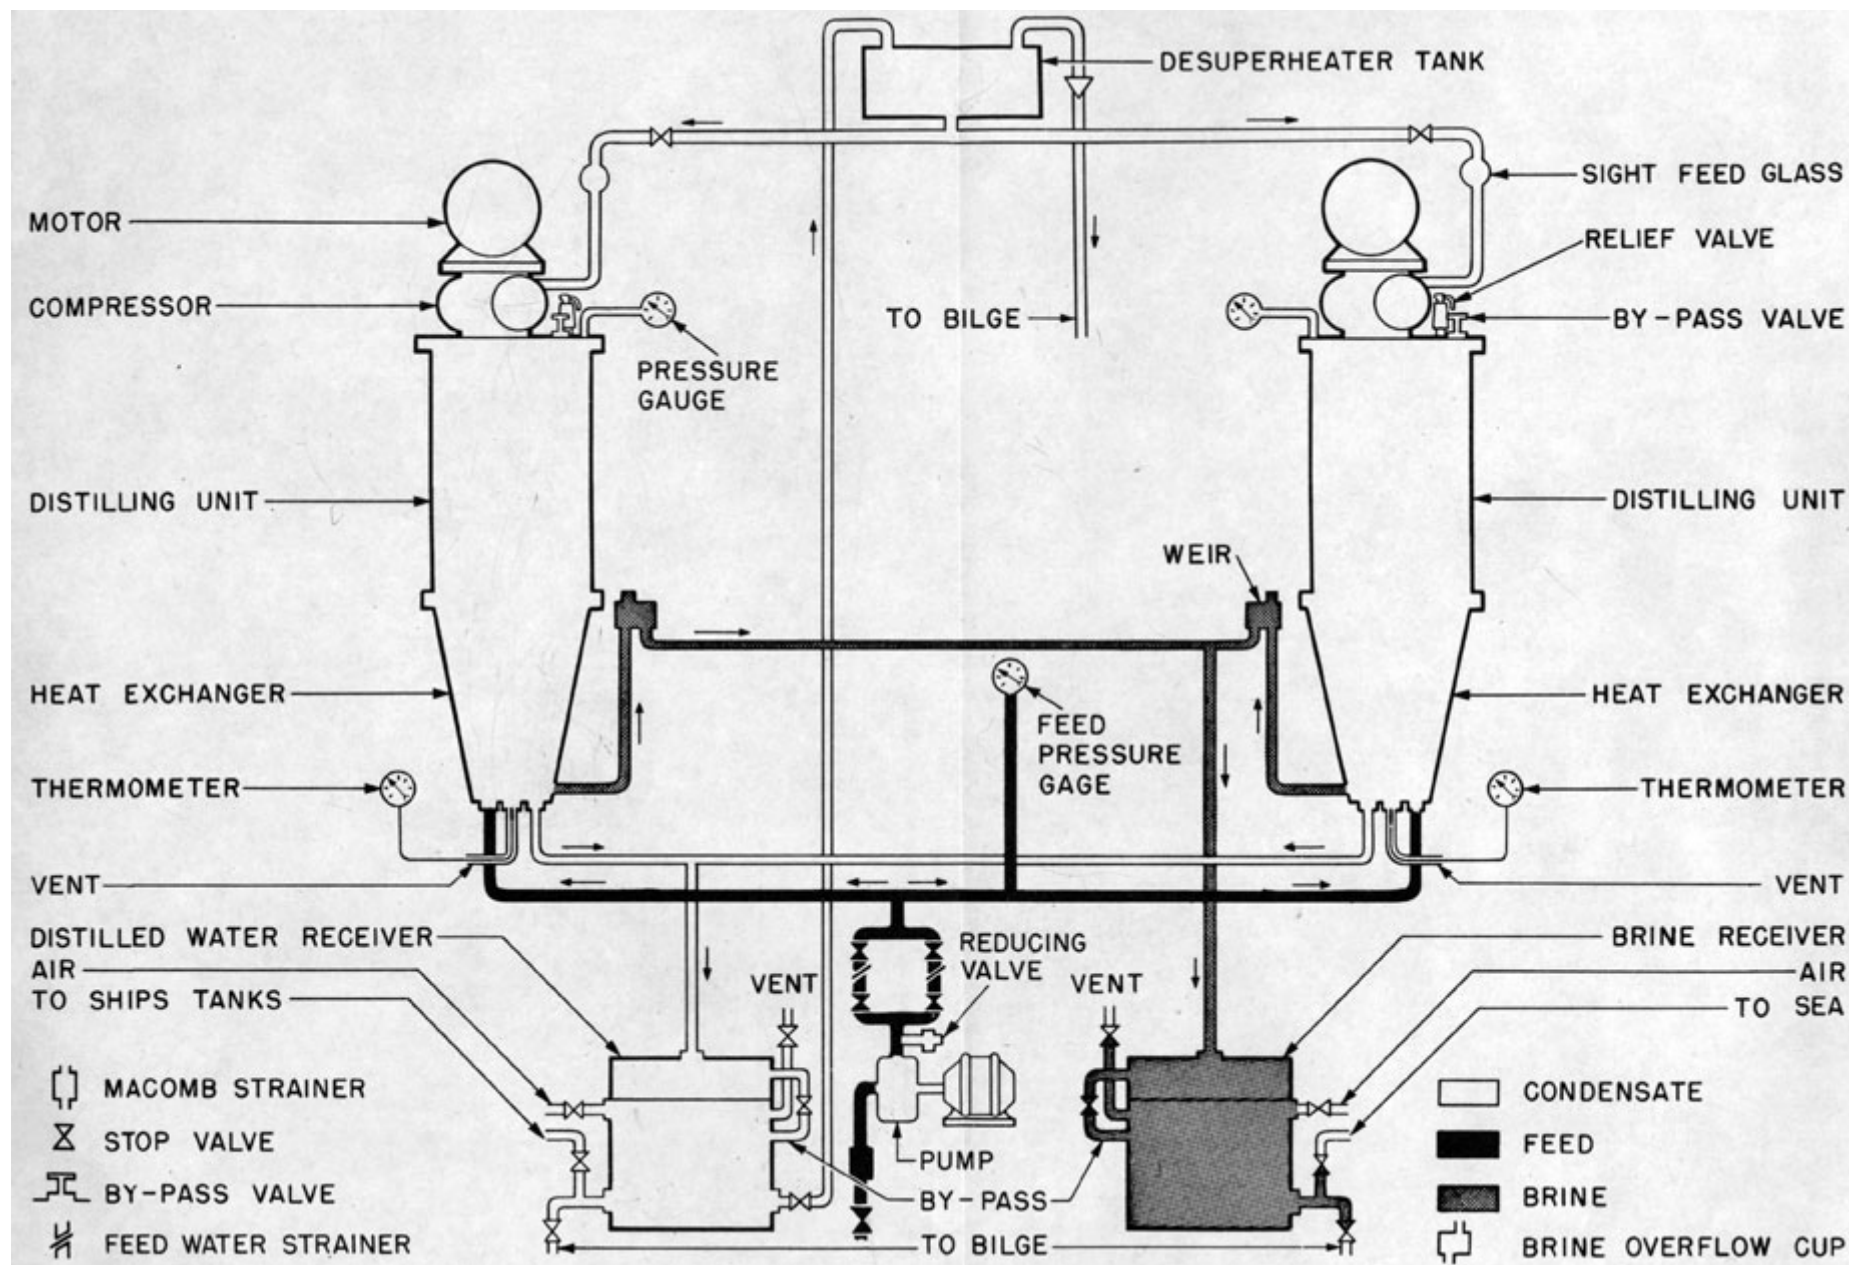 DESUPERHEATER TANK
SIGHT FEED GLASS
MOTOR
RELIEF VALVE
COMPRESSOR
TO BILGE
BY-PASS VALVE
PRESSURE
GAUGE
DISTILLING UNIT
DISTILLING UNIT
WEIR
HEAT EXCHANGER
HEAT EXCHANGER
FEED
PRESSURE
GAGE
THERMOMETER
THERMOMETER
VENT
VENT
DISTILLED WATER RECEIVER
REDUCING
VALVE
BRINE RECEIVER
AIR
AIR
VENT
VENT
TO SHIPS TANKS
TO SEA
MACOMB STRAINER
STOP VALVE
BY-PASS VALVE
FEED WATER STRAINER
PUMP
BY-PASS
TO BILGE
CONDENSATE
FEED
BRINE
BRINE OVERFLOW CUP